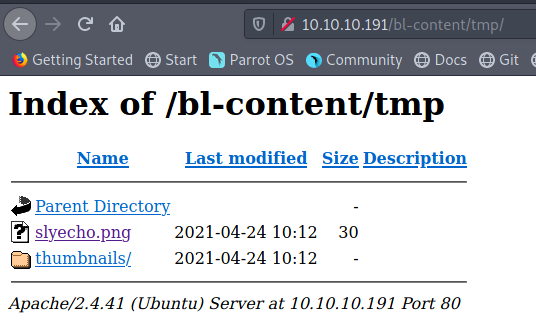 10.10.10.191/bl-content/tmp/
Getting Started Start Parrot OS Community Docs Git
Index of /bl-content/tmp
Name Last modified Size Description
Parent Directory -
slyecho.png 2021-04-24 10:12 30
thumbnails/ 2021-04-24 10:12 -
Apache/2.4.41 (Ubuntu) Server at 10.10.10.191 Port 80